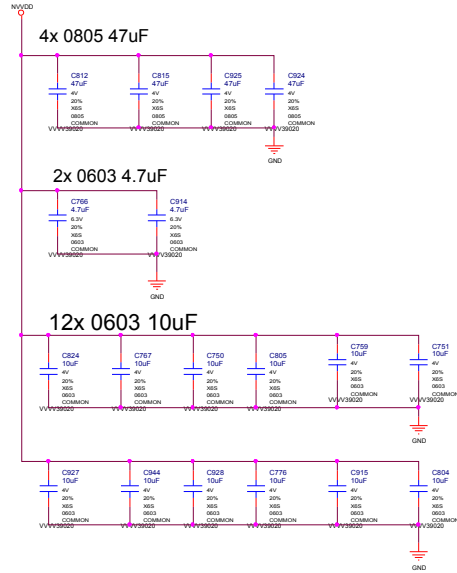 NVVDD
4x 0805 47uF
C812 C815 C925 C924
47uF 47uF 47uF 47uF
4V 4V 4V 4V
20% 20% 20% 20%
X6S X6S X6S X6S
0805 0805 0805 0805
COMMON COMMON COMMON COMMON
GND
2x 0603 4.7uF
C766 C914
4.7uF 4.7uF
6.3V 6.3V
20% 20%
X6S X6S
0603 0603
COMMON COMMON
GND
12x 0603 10uF
C824 C767 C750 C805 C759 C751
10uF 10uF 10uF 10uF 10uF 10uF
4V 4V 4V 4V 4V 4V
20% 20% 20% 20% 20% 20%
X6S X6S X6S X6S X6S X6S
0603 0603 0603 0603 0603 0603
COMMON COMMON COMMON COMMON COMMON COMMON
GND
C927 C944 C928 C776 C915 C804
10uF 10uF 10uF 10uF 10uF 10uF
4V 4V 4V 4V 4V 4V
20% 20% 20% 20% 20% 20%
X6S X6S X6S X6S X6S X6S
0603 0603 0603 0603 0603 0603
COMMON COMMON COMMON COMMON COMMON COMMON
GND